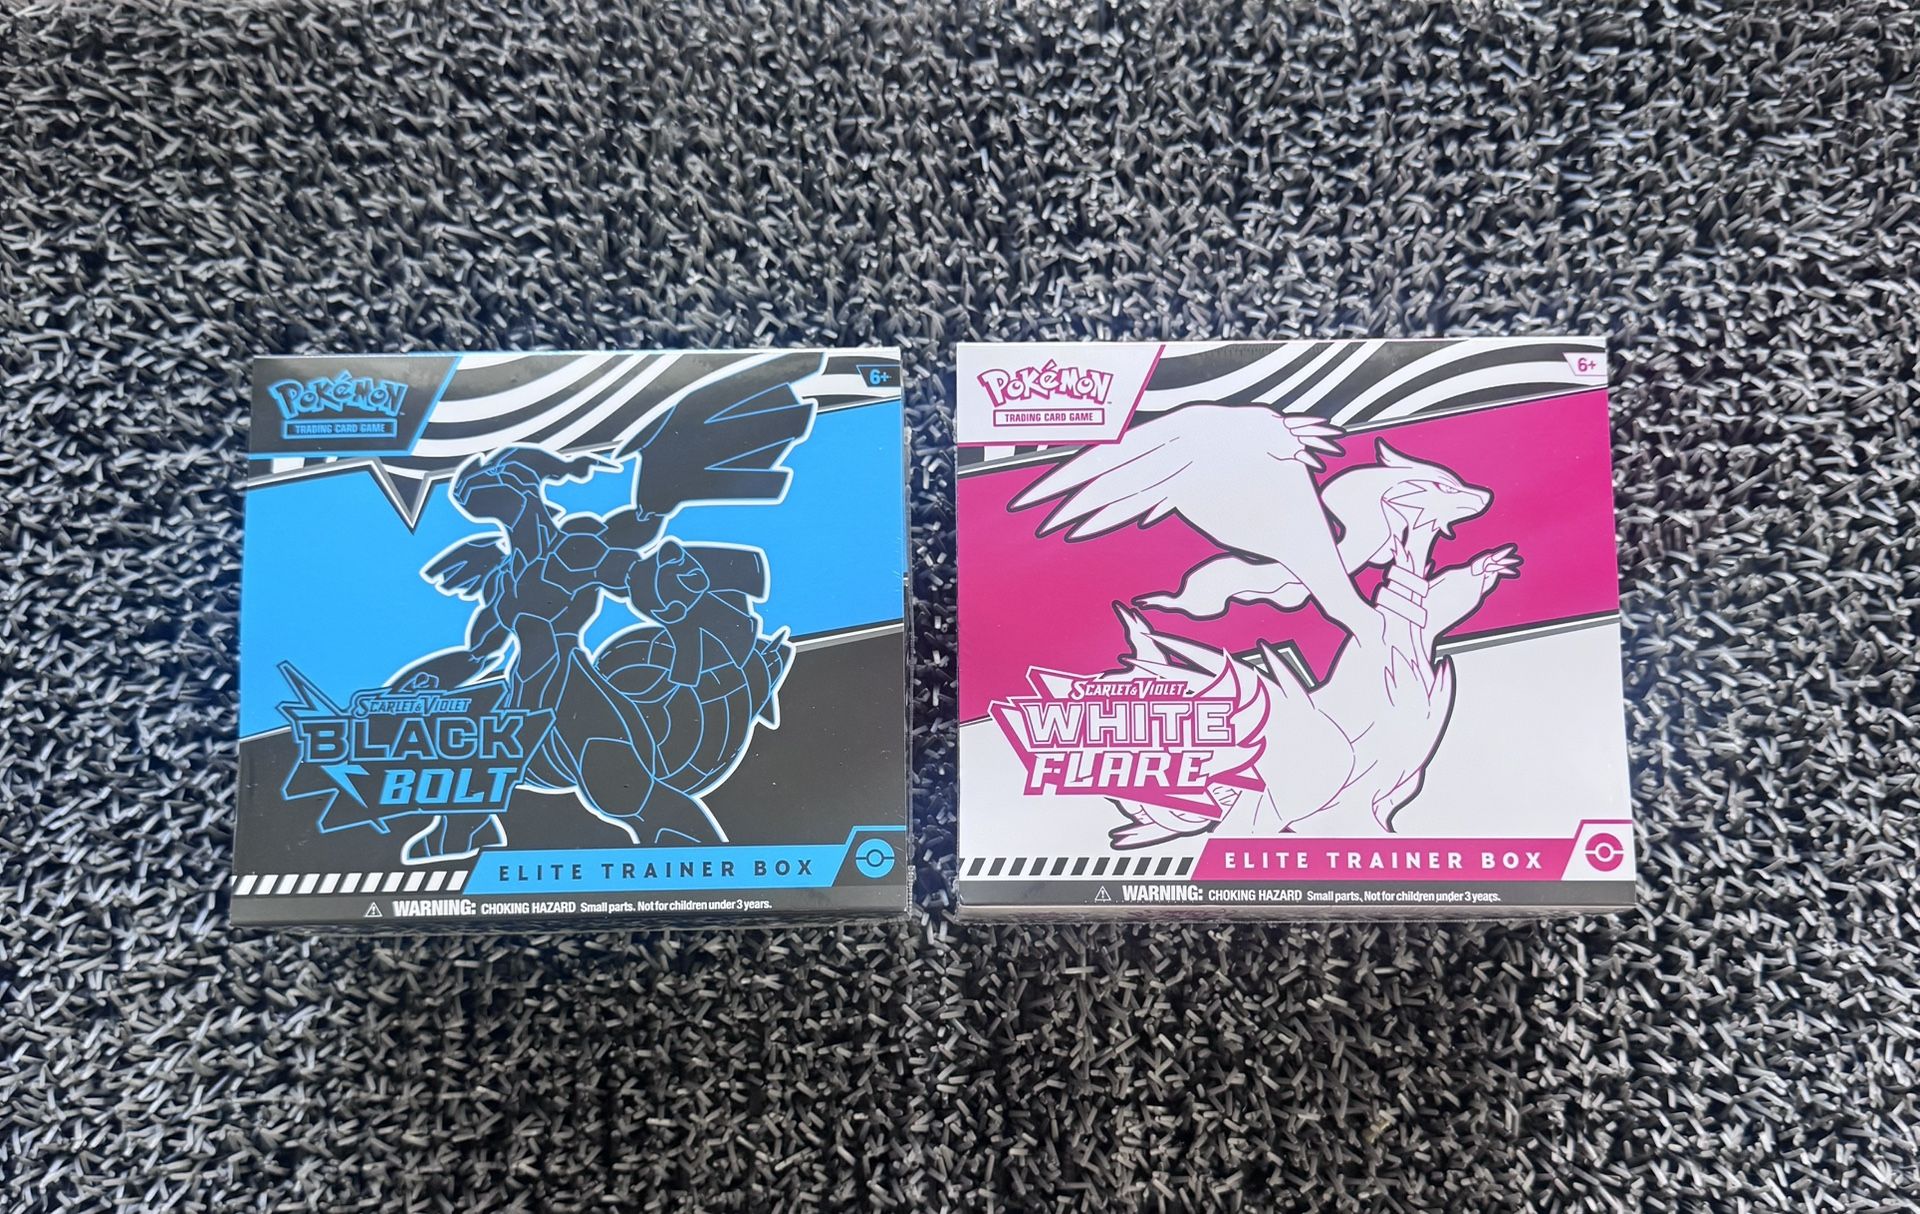 POKéMON
TRADING CARD GAME
6+
SCARLET & VIOLET
BLACK
BOLT
ELITE TRAINER BOX
WARNING: CHOKING HAZARD Small parts. Not for children under 3 years.
POKéMON
TRADING CARD GAME
6+
SCARLET & VIOLET
WHITE
FLARE
ELITE TRAINER BOX
WARNING: CHOKING HAZARD Small parts. Not for children under 3 years.